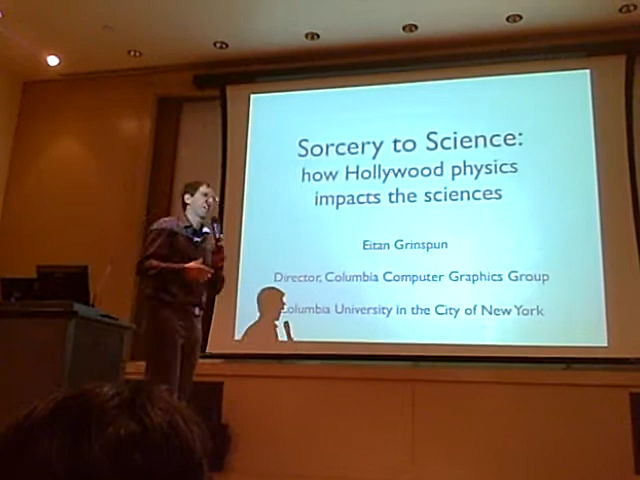 Sorcery to Science:
how Hollywood physics
impacts the sciences
Eitan Grinspun
Director, Columbia Computer Graphics Group
Columbia University in the City of New York